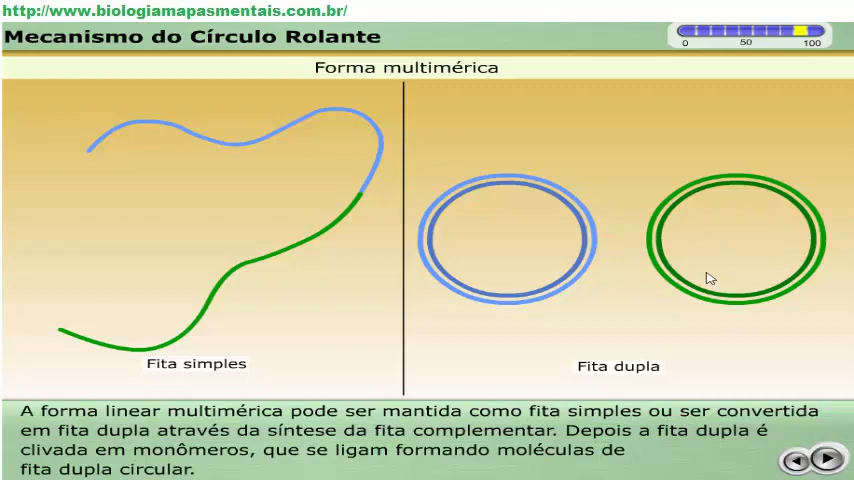 http://www.biologiamapasmentais.com.br/
Mecanismo do Círculo Rolante
0 50 100
Forma multimérica
Fita simples
Fita dupla
A forma linear multimérica pode ser mantida como fita simples ou ser convertida
em fita dupla através da síntese da fita complementar. Depois a fita dupla é
clivada em monômeros, que se ligam formando moléculas de
fita dupla circular.